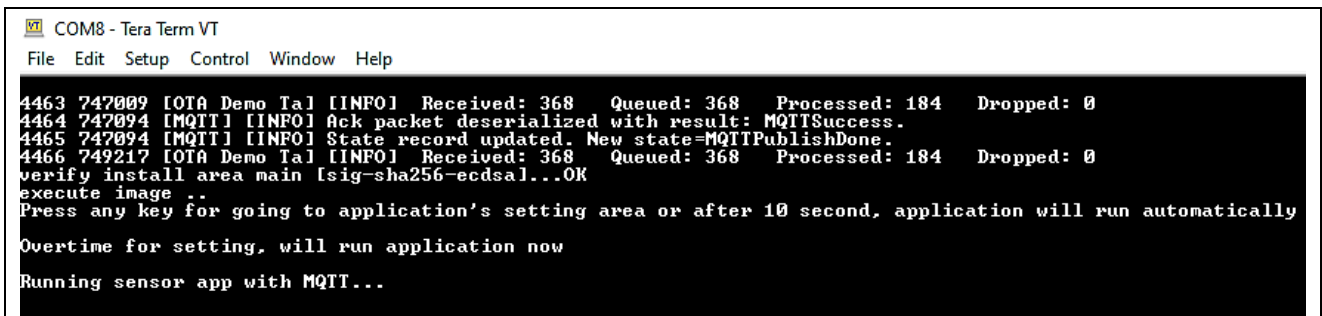 COM8 - Tera Term VT
File Edit Setup Control Window Help
4463 747009 [OTA Demo Ta] [INFO]  Received: 368   Queued: 368   Processed: 184   Dropped: 0
4464 747094 [MQTT] [INFO] Ack packet deserialized with result: MQTTSuccess.
4465 747094 [MQTT] [INFO] State record updated. New state=MQTTPublishDone.
4466 749217 [OTA Demo Ta] [INFO]  Received: 368   Queued: 368   Processed: 184   Dropped: 0
verify install area main [sig-sha256-ecdsa]...OK
execute image ..
Press any key for going to application's setting area or after 10 second, application will run automatically
Overtime for setting, will run application now
Running sensor app with MQTT...